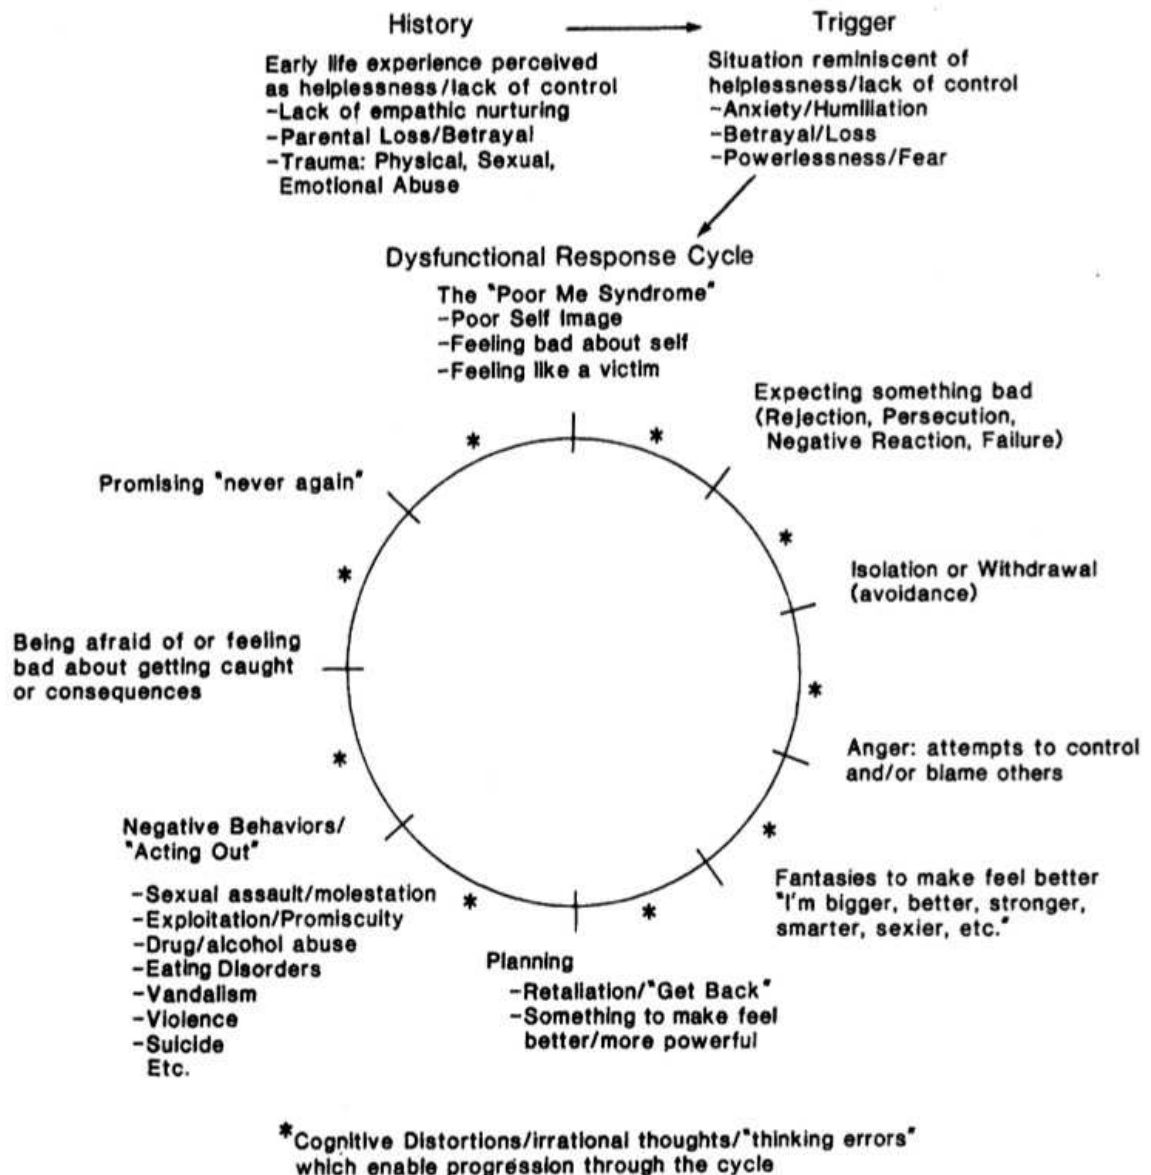 History
Trigger
Early life experience perceived
as helplessness/lack of control
-Lack of empathic nurturing
-Parental Loss/Betrayal
-Trauma: Physical, Sexual,
Emotional Abuse
Situation reminiscent of
helplessness/lack of control
-Anxiety/Humiliation
-Betrayal/Loss
-Powerlessness/Fear
Dysfunctional Response Cycle
The "Poor Me Syndrome"
-Poor Self Image
-Feeling bad about self
-Feeling like a victim
Expecting something bad
(Rejection, Persecution,
Negative Reaction, Failure)
Isolation or Withdrawal
(avoidance)
Anger: attempts to control
and/or blame others
Fantasies to make feel better
"I'm bigger, better, stronger,
smarter, sexier, etc."
Planning
-Retaliation/"Get Back"
-Something to make feel
better/more powerful
Negative Behaviors/
"Acting Out"
-Sexual assault/molestation
-Exploitation/Promiscuity
-Drug/alcohol abuse
-Eating Disorders
-Vandalism
-Violence
-Suicide
Etc.
Being afraid of or feeling
bad about getting caught
or consequences
Promising "never again"
*Cognitive Distortions/irrational thoughts/"thinking errors"
which enable progression through the cycle